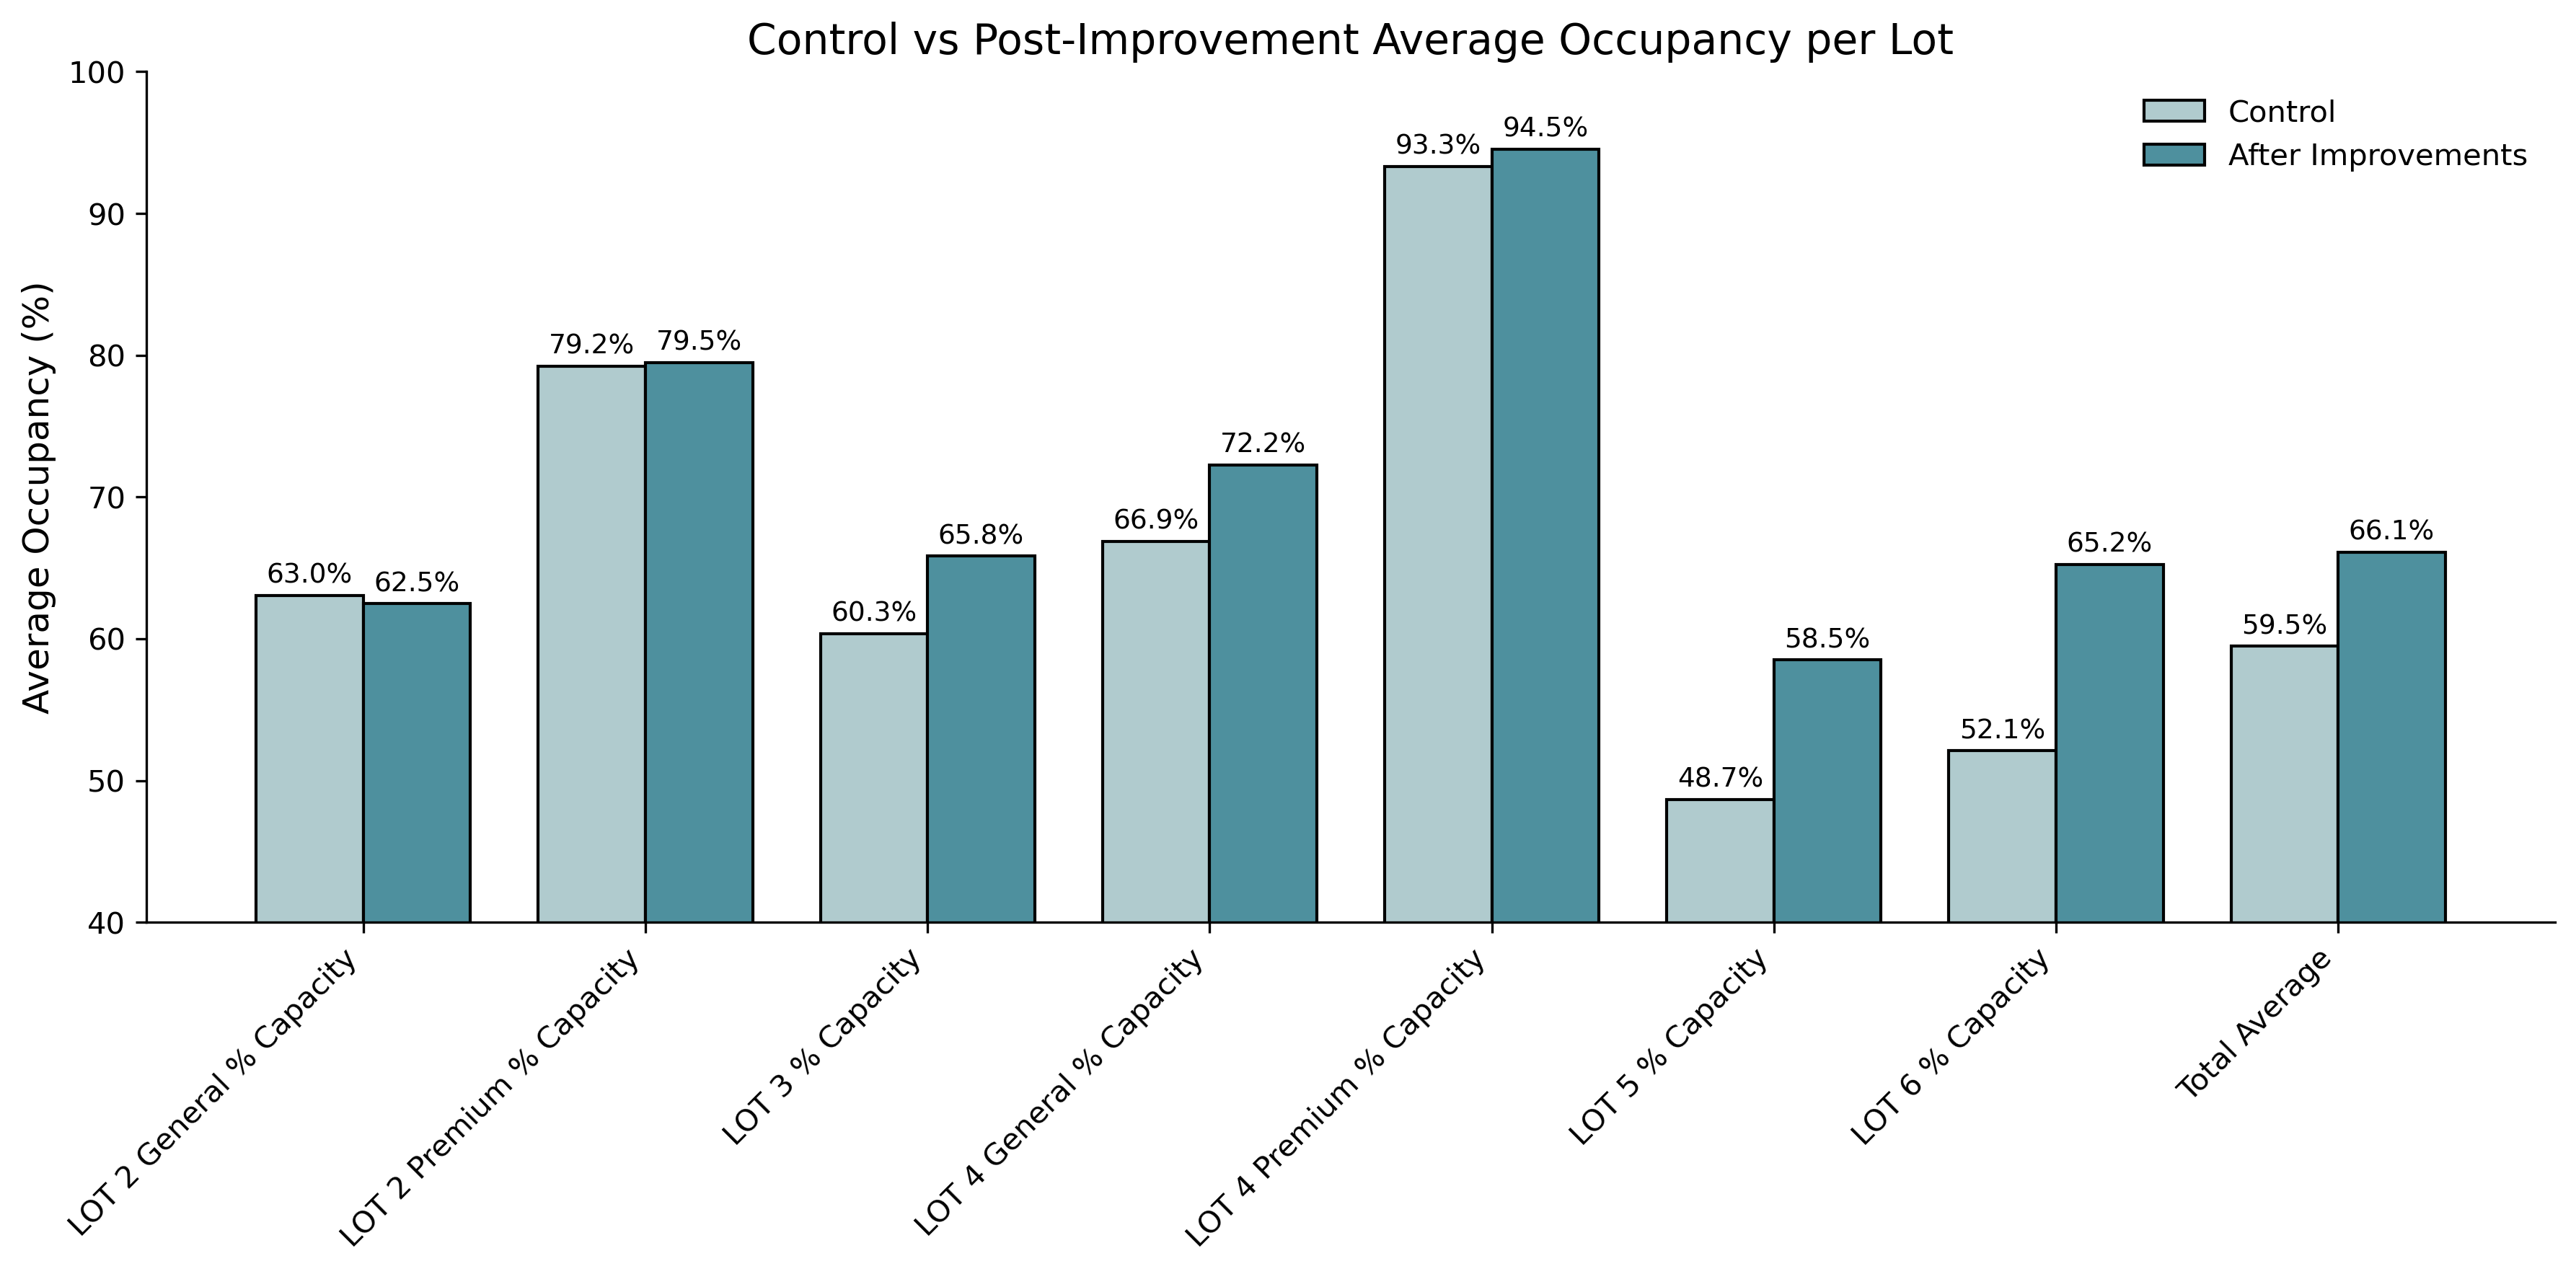 Control vs Post-Improvement Average Occupancy per Lot
Control
After Improvements
Average Occupancy (%)
100
90
80
70
60
50
40
63.0%
62.5%
79.2%
79.5%
60.3%
65.8%
66.9%
72.2%
93.3%
94.5%
48.7%
58.5%
52.1%
65.2%
59.5%
66.1%
LOT 2 General % Capacity
LOT 2 Premium % Capacity
LOT 3 % Capacity
LOT 4 General % Capacity
LOT 4 Premium % Capacity
LOT 5 % Capacity
LOT 6 % Capacity
Total Average